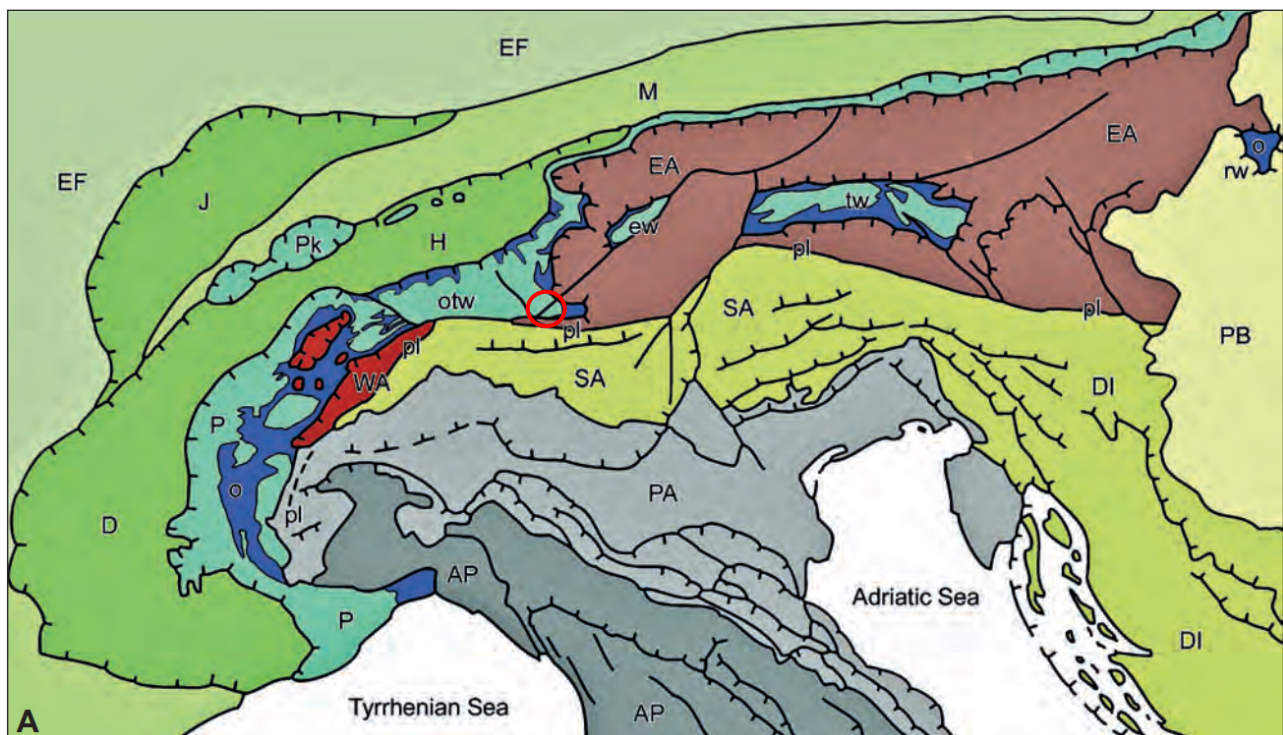 EF
M
EA
EF
EA
o
rw
J
Pk
H
ew
tw
pl
otw
pl
pl
SA
pl
PB
WA
SA
DI
P
o
PA
D
pl
AP
Adriatic Sea
P
DI
Tyrrhenian Sea
AP
A